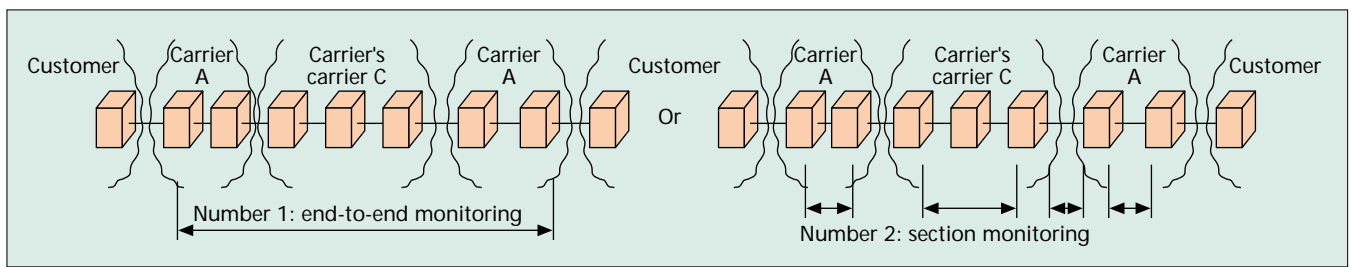 Customer
Carrier
A
Carrier's
carrier C
Carrier
A
Customer
Number 1: end-to-end monitoring
Or
Customer
Carrier
A
Carrier's
carrier C
Carrier
A
Customer
Number 2: section monitoring